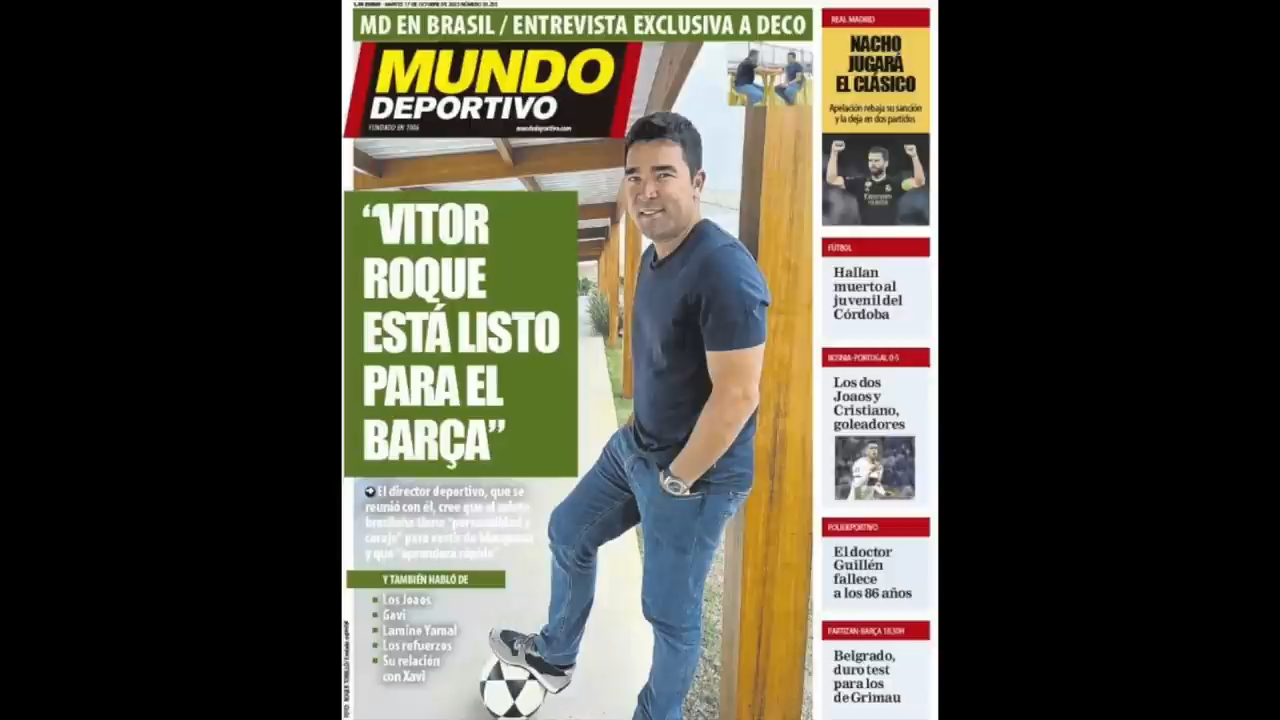 MD EN BRASIL / ENTREVISTA EXCLUSIVA A DECO
MUNDO
DEPORTIVO
FUNDADO EN 1906
mundodeportivo.com
“VITOR
ROQUE
ESTÁ LISTO
PARA EL
BARÇA”
El director deportivo, que se
reunió con él, cree que el
brasileño tiene “personalidad y
coraje” para vestir de
y que “aprenderá rápido”
Y TAMBIÉN HABLÓ DE
Los Joaos
Gavi
Lamine Yamal
Los refuerzos
Su relación
con Xavi
REAL MADRID
NACHO
JUGARÁ
EL CLÁSICO
Apelación rebaja su sanción
y la deja en dos partidos
FÚTBOL
Hallan
muerto al
juvenil del
Córdoba
BOSNIA-PORTUGAL 0-5
Los dos
Joaos y
Cristiano,
goleadores
POLIDEPORTIVO
El doctor
Guillén
fallece
a los 86 años
PARTIZAN-BARÇA 18.30H
Belgrado,
duro test
para los
de Grimau